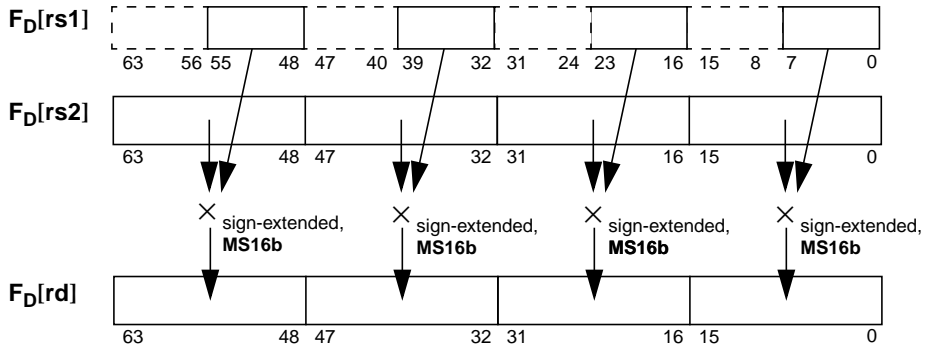 FD[rs1]
63 56 55 48 47 40 39 32 31 24 23 16 15 8 7 0
FD[rs2]
63 48 47 32 31 16 15 0
× sign-extended, × sign-extended, × sign-extended, × sign-extended,
MS16b MS16b MS16b MS16b
FD[rd]
63 48 47 32 31 16 15 0